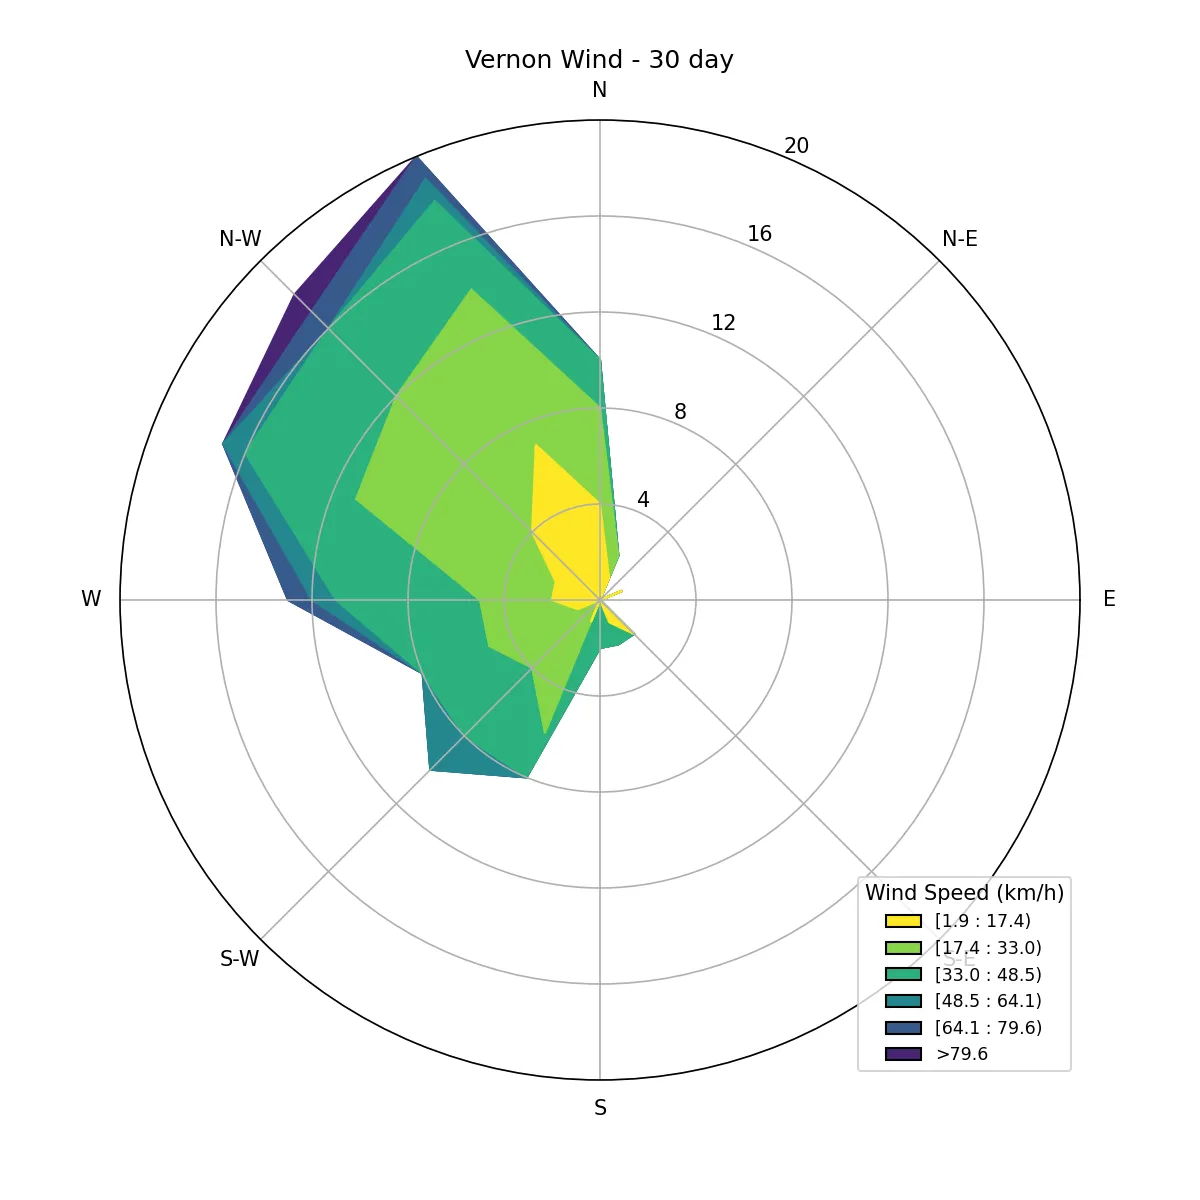 Vernon Wind - 30 day
N
20
N-W
N-E
16
12
8
4
W
E
S-W
S-E
S
Wind Speed (km/h)
[1.9 : 17.4)
[17.4 : 33.0)
[33.0 : 48.5)
[48.5 : 64.1)
[64.1 : 79.6)
>79.6